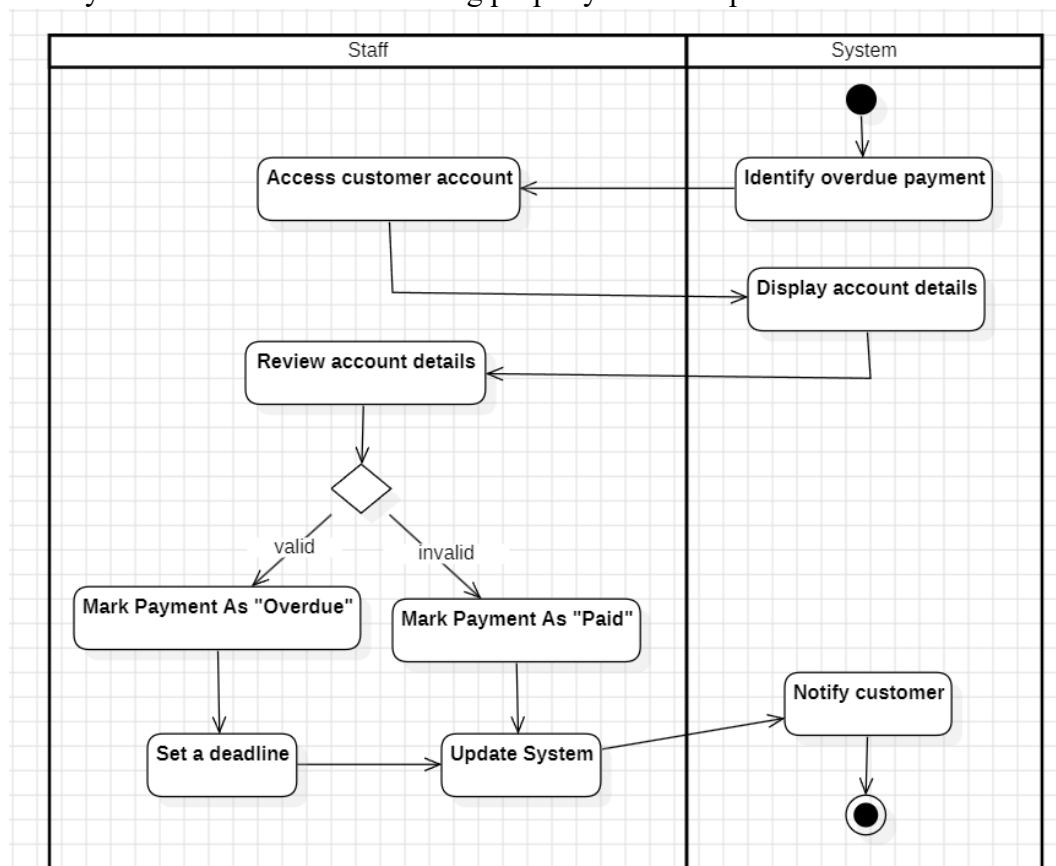 Staff
System
Access customer account
Identify overdue payment
Display account details
Review account details
valid
invalid
Mark Payment As "Overdue"
Mark Payment As "Paid"
Notify customer
Set a deadline
Update System